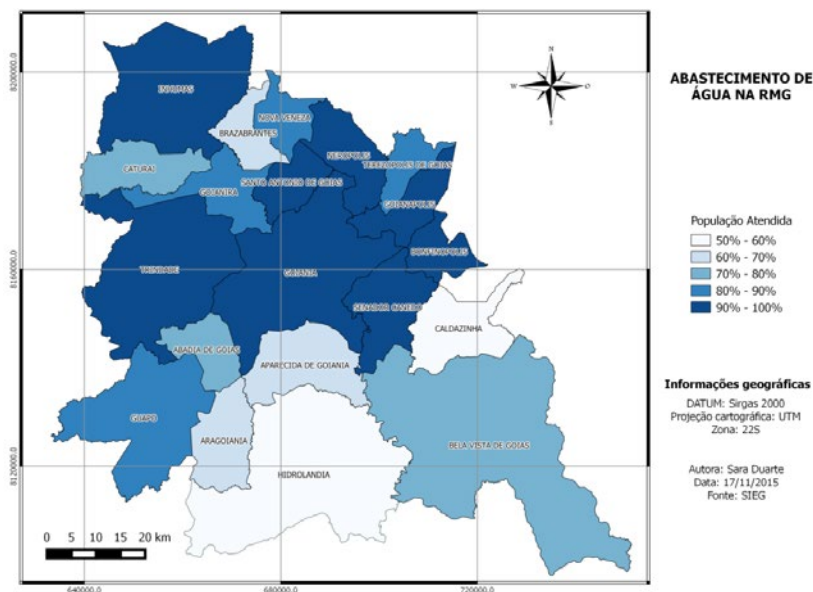 ABASTECIMENTO DE
ÁGUA NA RMG
8200000.0
8160000.0
8120000.0
640000.0
680000.0
720000.0
N
W
O
S
INHUMAS
NOVA VENEZA
BRAZABRANTES
NEROPOLIS
TEREZOPOLES DE GOIAS
CATURAI
SANTO ANTONIO DE GOIAS
GOIANIRA
GOIANAPOLIS
BONFINOPOLIS
TRINDADE
GOIANIA
SENADOR CANEDO
CALDAZINHA
ABADIA DE GOIAS
APARECIDA DE GOIANIA
GUAPO
ARAGOIANIA
BELA VISTA DE GOIAS
HIDROLANDIA
0 5 10 15 20 km
População Atendida
50% - 60%
60% - 70%
70% - 80%
80% - 90%
90% - 100%
Informações geográficas
DATUM: Sirgas 2000
Projeção cartográfica: UTM
Zona: 22S
Autora: Sara Duarte
Data: 17/11/2015
Fonte: SIEG